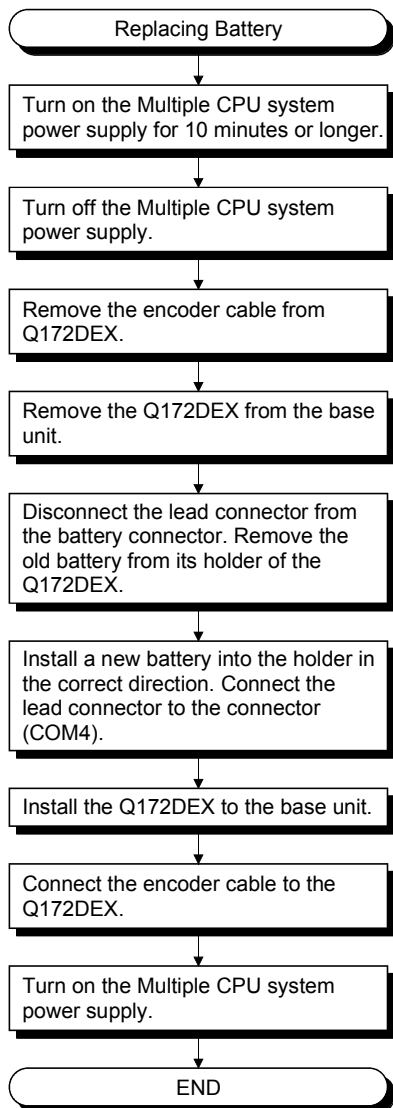 Replacing Battery
Turn on the Multiple CPU system
power supply for 10 minutes or longer.
Turn off the Multiple CPU system
power supply.
Remove the encoder cable from
Q172DEX.
Remove the Q172DEX from the base
unit.
Disconnect the lead connector from
the battery connector. Remove the
old battery from its holder of the
Q172DEX.
Install a new battery into the holder in
the correct direction. Connect the
lead connector to the connector
(COM4).
Install the Q172DEX to the base unit.
Connect the encoder cable to the
Q172DEX.
Turn on the Multiple CPU system
power supply.
END